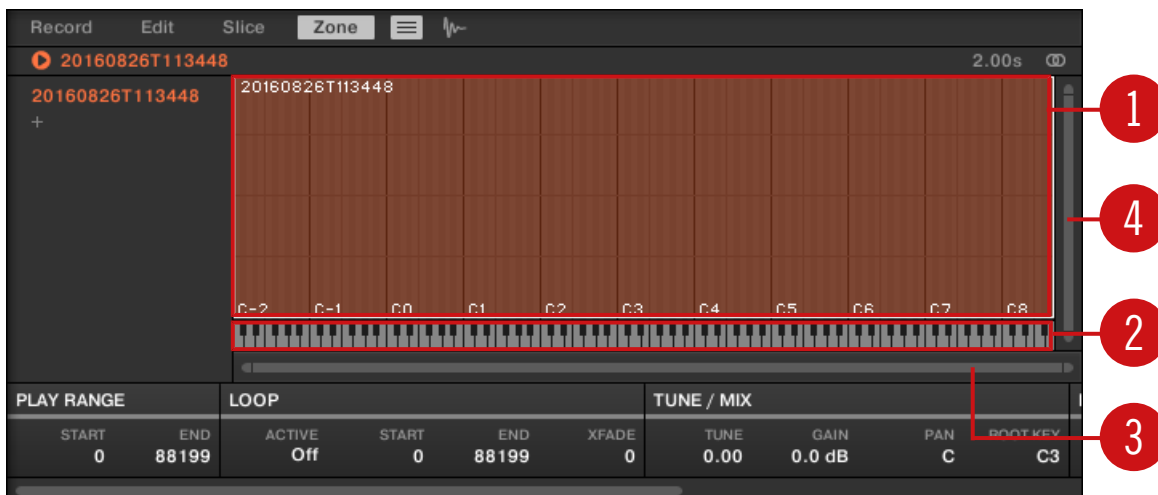 Record Edit Slice Zone
20160826T113448 2.00s
20160826T113448
+
20160826T113448
1
4
C-2 C-1 C0 C1 C2 C3 C4 C5 C6 C7 C8
2
PLAY RANGE LOOP TUNE / MIX
START END ACTIVE START END XFADE TUNE GAIN PAN ROOT KEY
0 88199 Off 0 88199 0 0.00 0.0 dB C C3
3